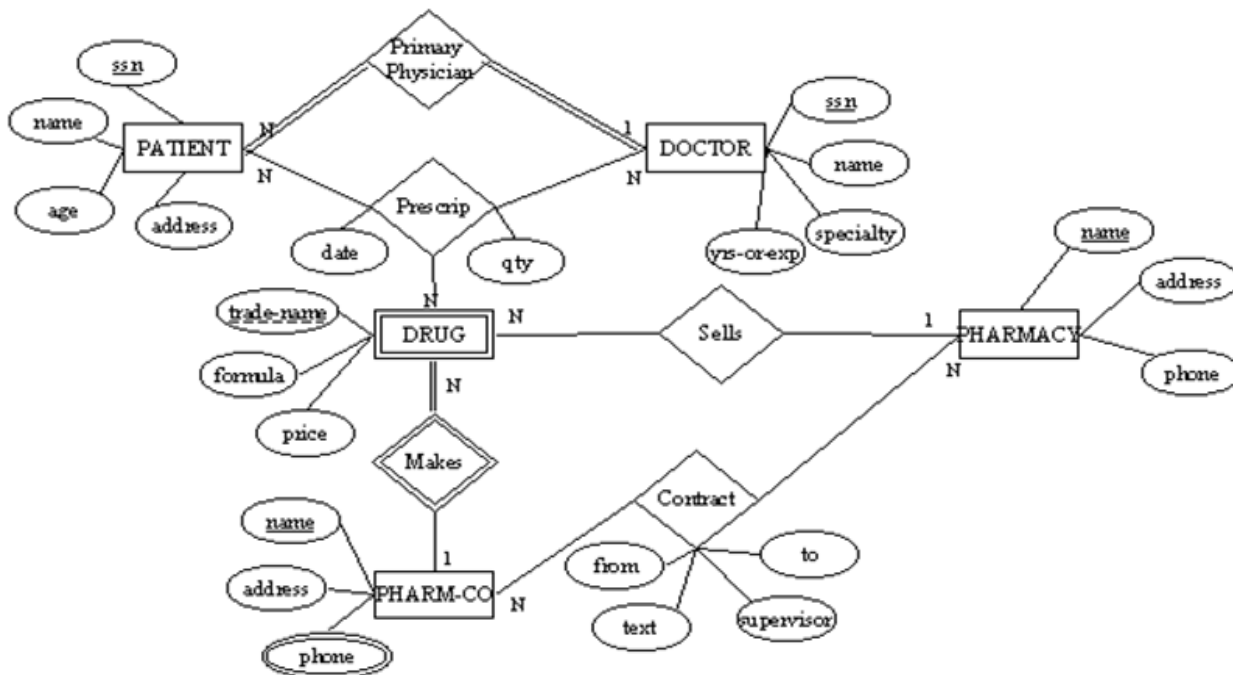 Primary
Physician
ssn
name
PATIENT
age
address
N
N
1
N
DOCTOR
ssn
name
specialty
yrs-or-exp
Prescrip
date
qty
N
trade-name
DRUG
formula
price
N
Sells
1
PHARMACY
name
address
phone
N
N
Makes
1
name
address
PHARM-CO
phone
N
Contract
from
to
text
supervisor